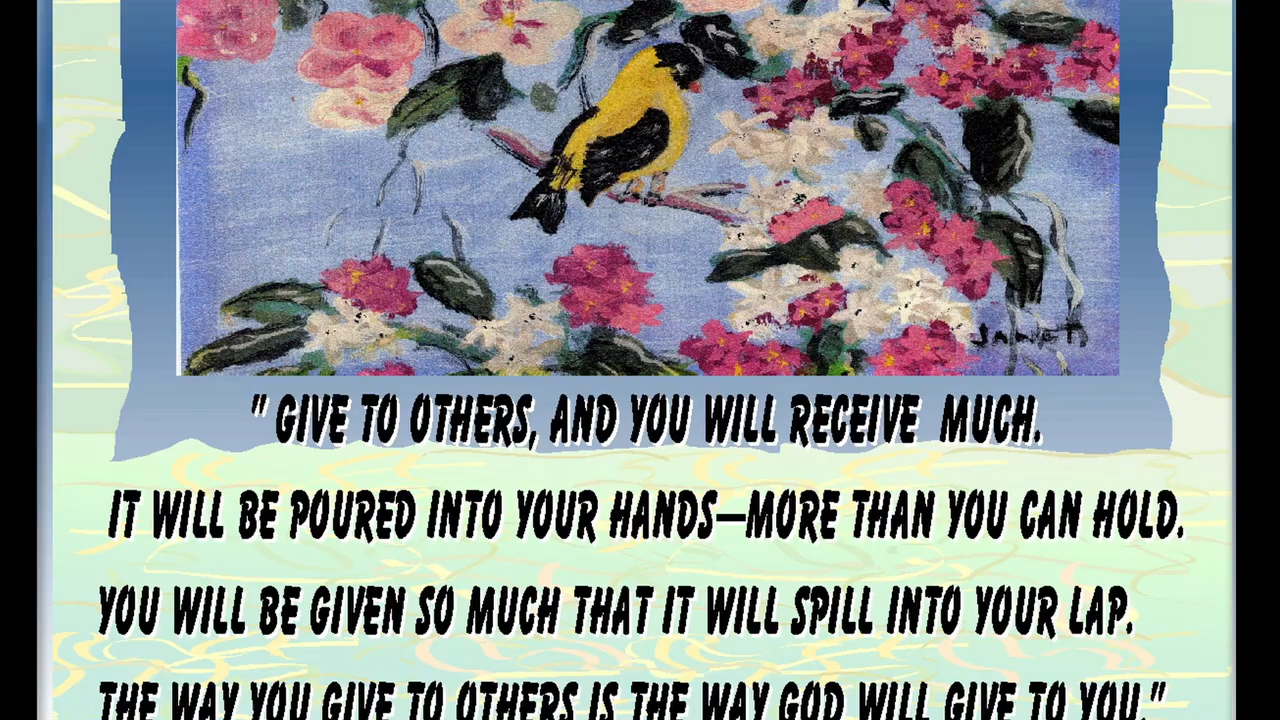 JANET
" GIVE TO OTHERS, AND YOU WILL RECEIVE MUCH.
IT WILL BE POURED INTO YOUR HANDS—MORE THAN YOU CAN HOLD.
YOU WILL BE GIVEN SO MUCH THAT IT WILL SPILL INTO YOUR LAP.
THE WAY YOU GIVE TO OTHERS IS THE WAY GOD WILL GIVE TO YOU."